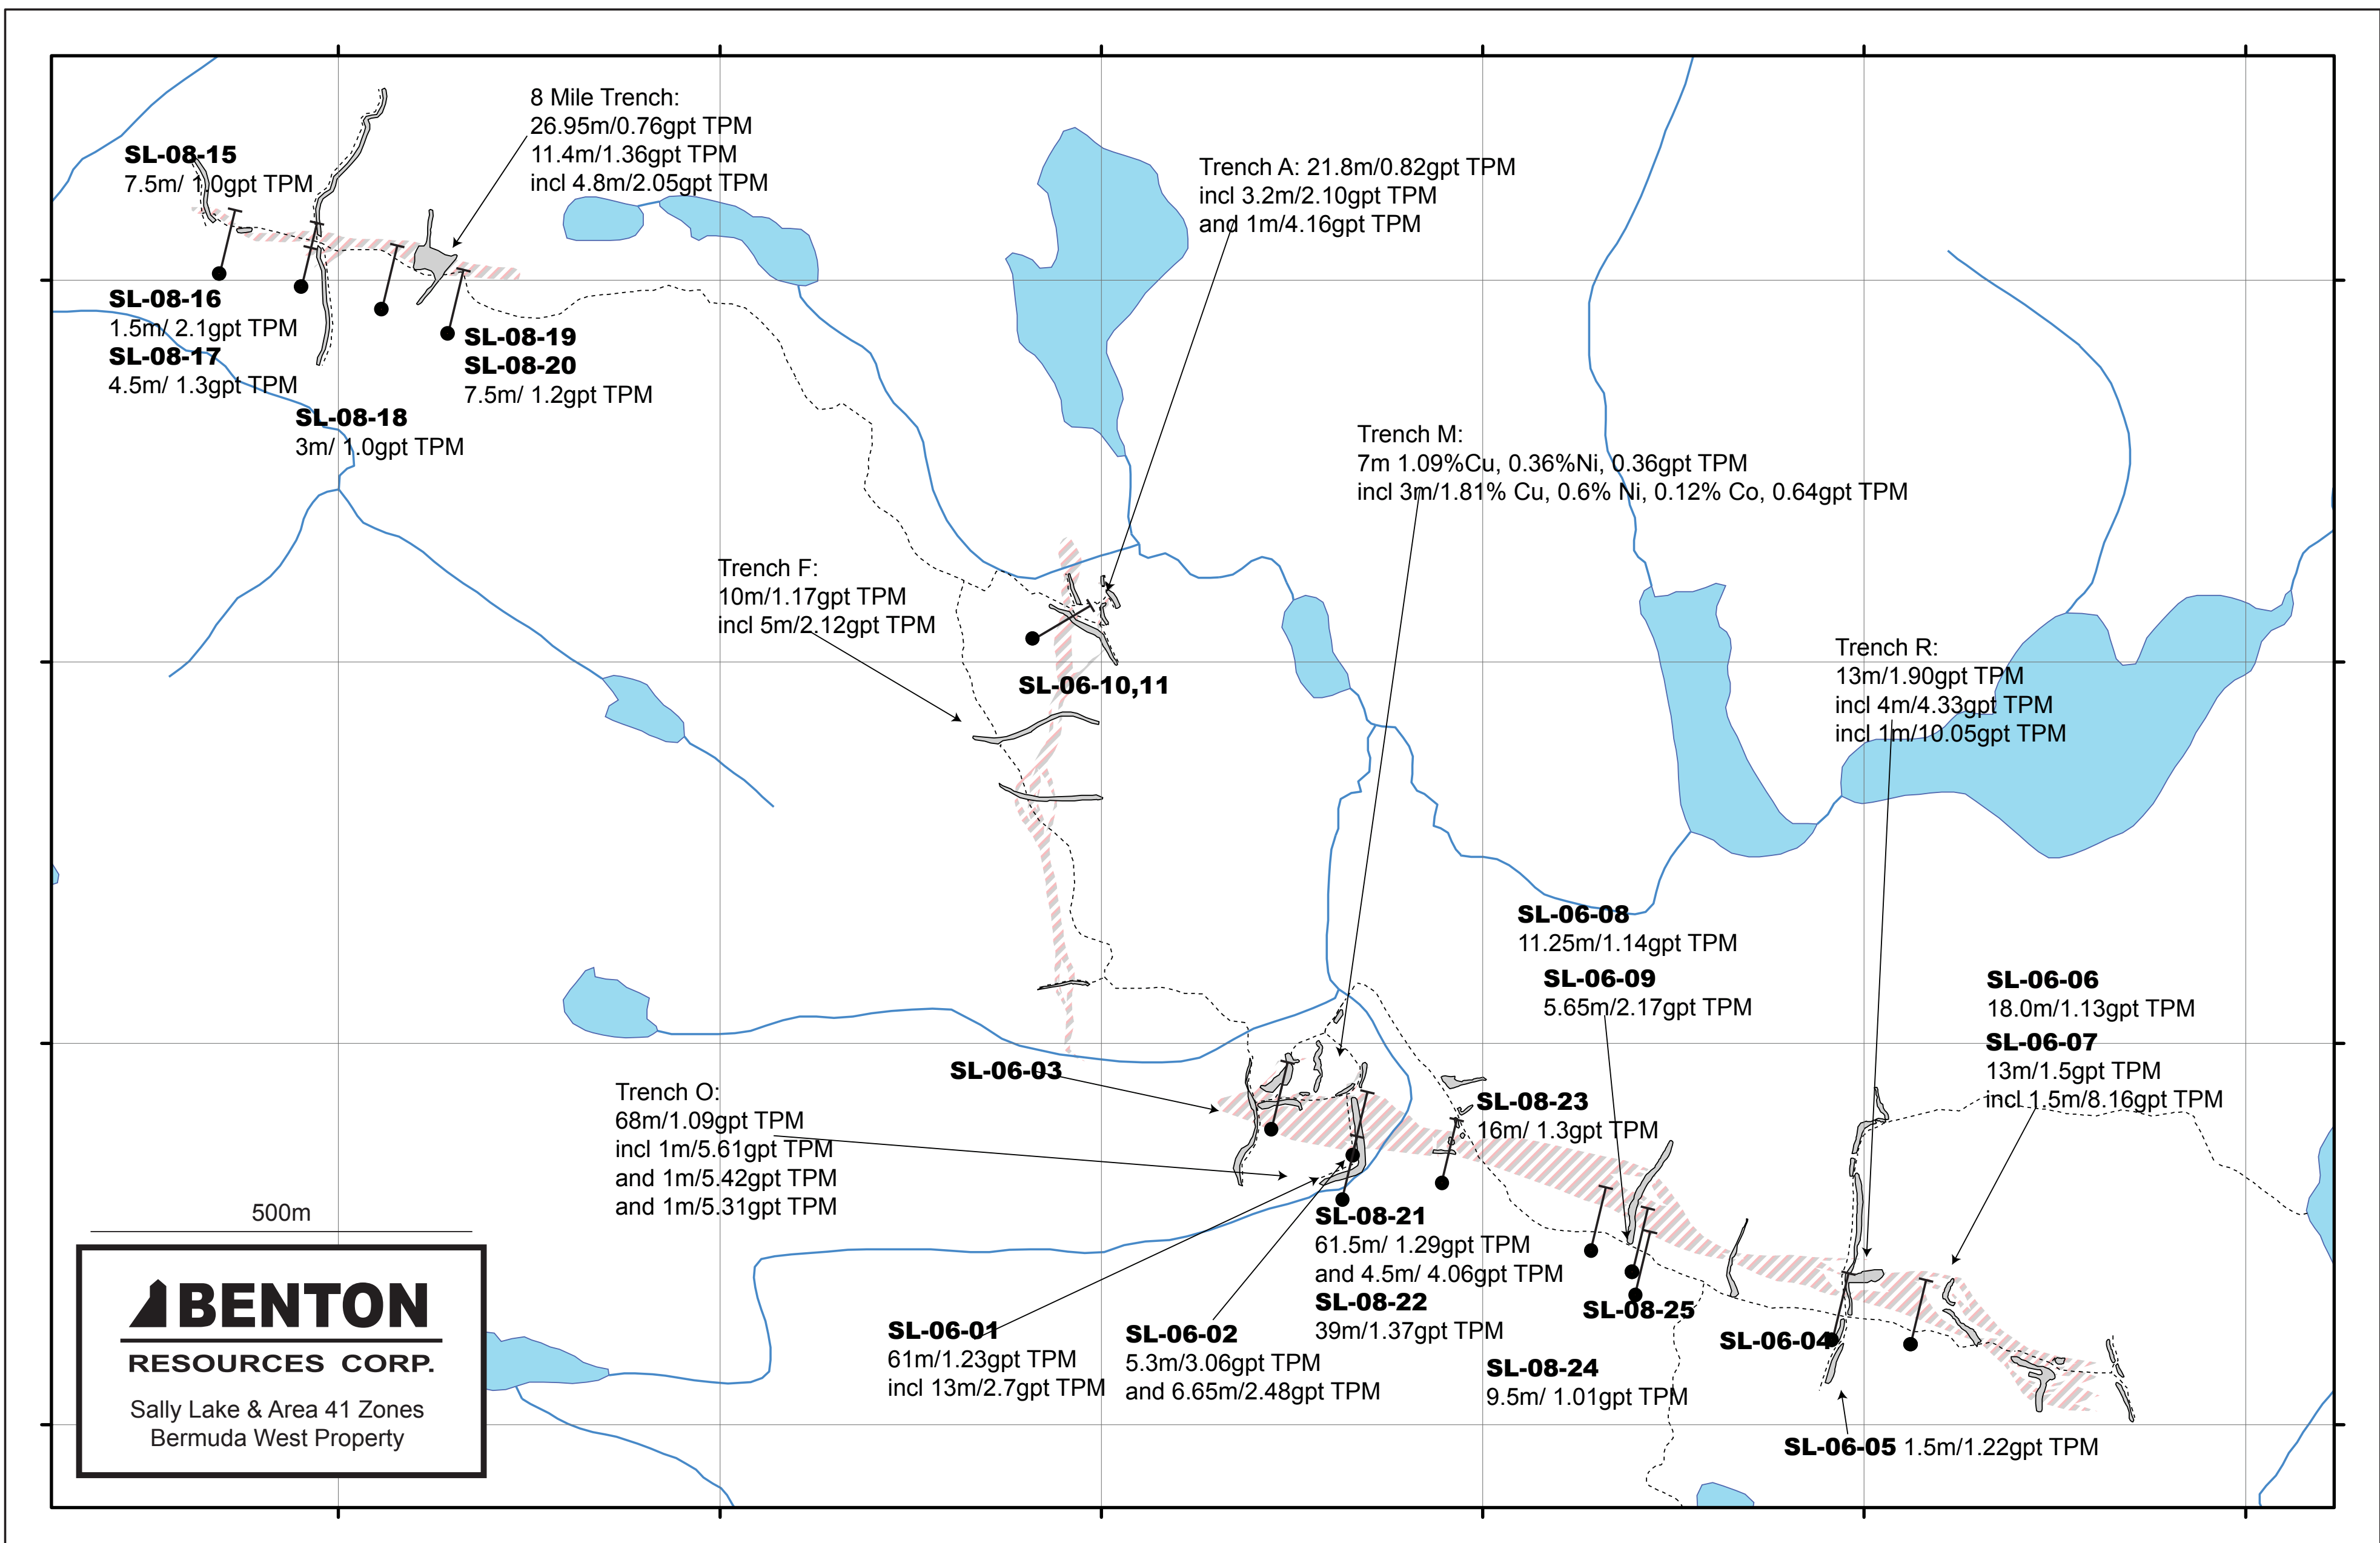 8 Mile Trench:
26.95m/0.76gpt TPM
11.4m/1.36gpt TPM
incl 4.8m/2.05gpt TPM
SL-08-15
7.5m/ 1.0gpt TPM
SL-08-16
1.5m/ 2.1gpt TPM
SL-08-17
4.5m/ 1.3gpt TPM
SL-08-18
3m/ 1.0gpt TPM
SL-08-19
SL-08-20
7.5m/ 1.2gpt TPM
Trench A: 21.8m/0.82gpt TPM
incl 3.2m/2.10gpt TPM
and 1m/4.16gpt TPM
Trench M:
7m 1.09%Cu, 0.36%Ni, 0.36gpt TPM
incl 3m/1.81% Cu, 0.6% Ni, 0.12% Co, 0.64gpt TPM
Trench F:
10m/1.17gpt TPM
incl 5m/2.12gpt TPM
SL-06-10,11
Trench R:
13m/1.90gpt TPM
incl 4m/4.33gpt TPM
incl 1m/10.05gpt TPM
SL-06-08
11.25m/1.14gpt TPM
SL-06-09
5.65m/2.17gpt TPM
SL-06-06
18.0m/1.13gpt TPM
SL-06-07
13m/1.5gpt TPM
incl 1.5m/8.16gpt TPM
SL-06-03
Trench O:
68m/1.09gpt TPM
incl 1m/5.61gpt TPM
and 1m/5.42gpt TPM
and 1m/5.31gpt TPM
SL-08-23
16m/ 1.3gpt TPM
SL-08-21
61.5m/ 1.29gpt TPM
and 4.5m/ 4.06gpt TPM
SL-08-22
39m/1.37gpt TPM
SL-08-25
SL-06-04
SL-06-01
61m/1.23gpt TPM
incl 13m/2.7gpt TPM
SL-06-02
5.3m/3.06gpt TPM
and 6.65m/2.48gpt TPM
SL-08-24
9.5m/ 1.01gpt TPM
SL-06-05 1.5m/1.22gpt TPM
500m
BENTON
RESOURCES CORP.
Sally Lake & Area 41 Zones
Bermuda West Property